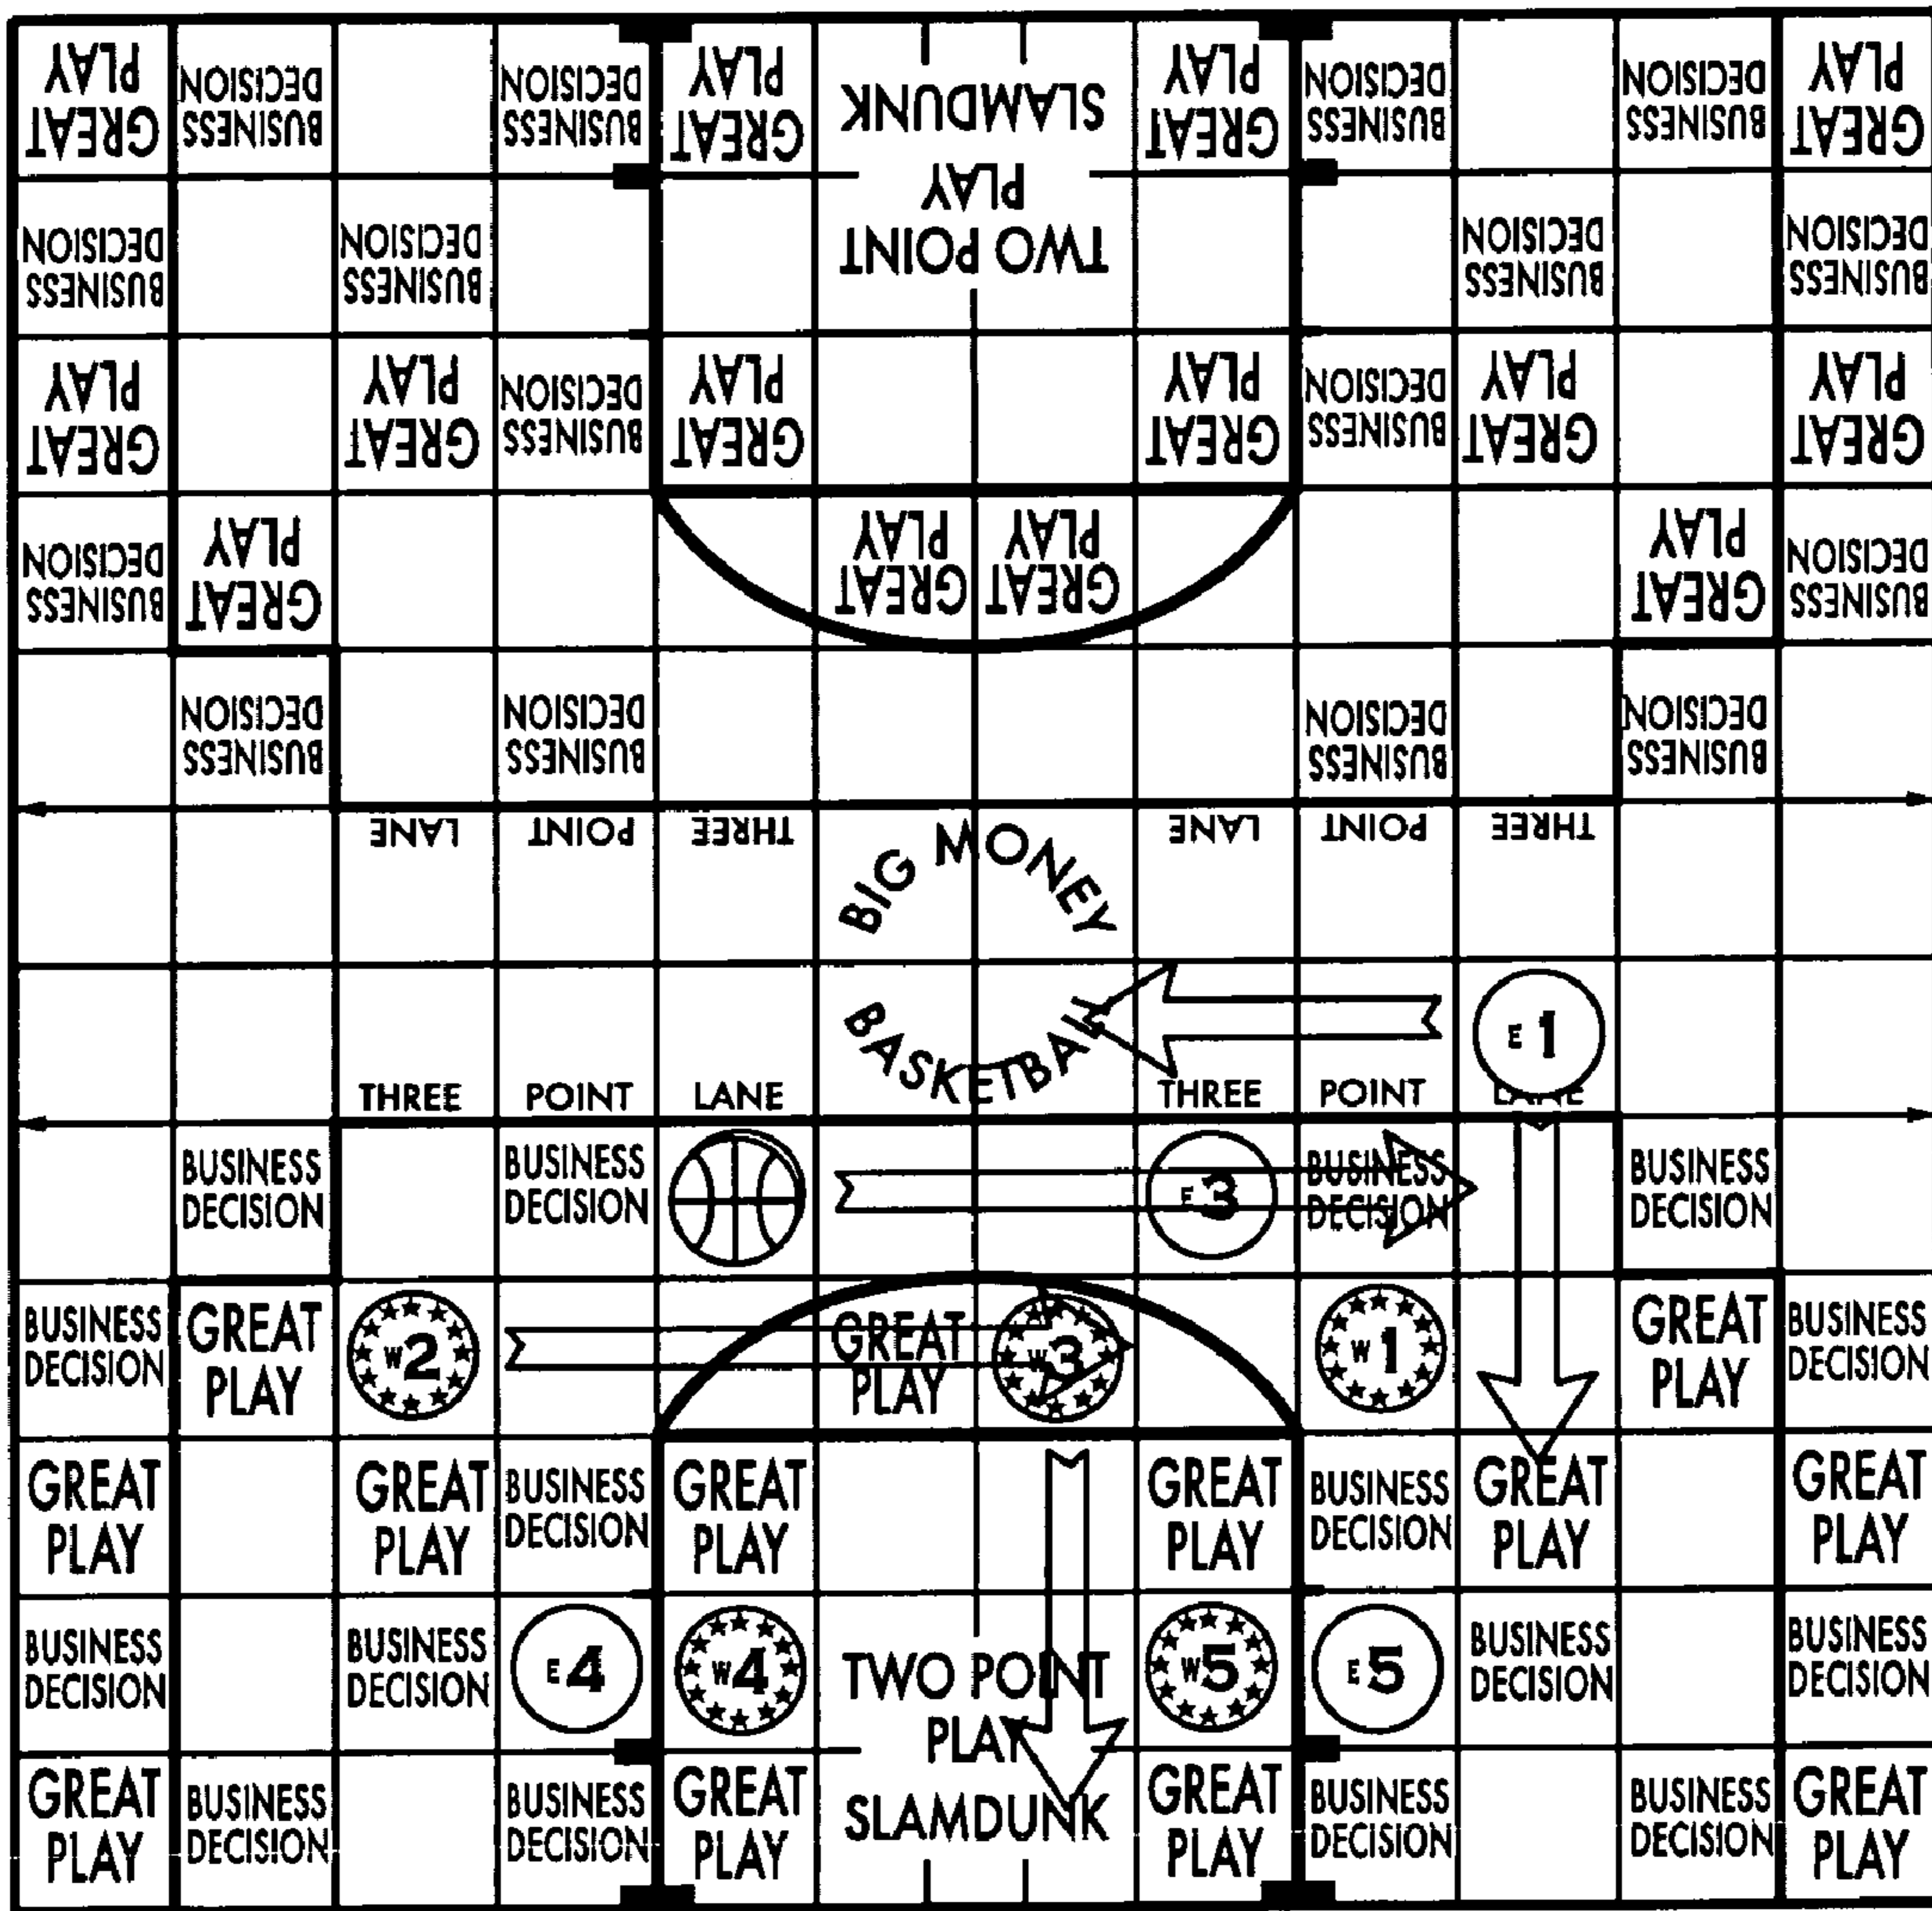 GREAT BUSINESS BUSINESS GREAT SLAMDUNK GREAT BUSINESS BUSINESS GREAT
PLAY DECISION DECISION PLAY PLAY DECISION DECISION PLAY
TWO POINT
PLAY
BUSINESS BUSINESS BUSINESS BUSINESS
DECISION DECISION DECISION DECISION
GREAT GREAT BUSINESS GREAT GREAT BUSINESS GREAT GREAT
PLAY PLAY DECISION PLAY PLAY DECISION PLAY PLAY
BUSINESS GREAT GREAT GREAT GREAT BUSINESS
DECISION PLAY PLAY PLAY PLAY DECISION
BUSINESS BUSINESS BUSINESS BUSINESS
DECISION DECISION DECISION DECISION
THREE POINT LANE THREE POINT LANE
BIG MONEY
BASKETBALL
E 1
THREE POINT LANE THREE POINT LANE
BUSINESS BUSINESS E 3 BUSINESS BUSINESS
DECISION DECISION DECISION DECISION
BUSINESS GREAT W 2 GREAT W 3 W 1 GREAT BUSINESS
DECISION PLAY PLAY PLAY DECISION
GREAT GREAT BUSINESS GREAT GREAT BUSINESS GREAT GREAT
PLAY PLAY DECISION PLAY PLAY DECISION PLAY PLAY
BUSINESS BUSINESS E 4 W 4 TWO POINT W 5 E 5 BUSINESS BUSINESS
DECISION DECISION PLAY DECISION DECISION
GREAT BUSINESS BUSINESS GREAT SLAMDUNK GREAT BUSINESS BUSINESS GREAT
PLAY DECISION DECISION PLAY PLAY DECISION DECISION PLAY